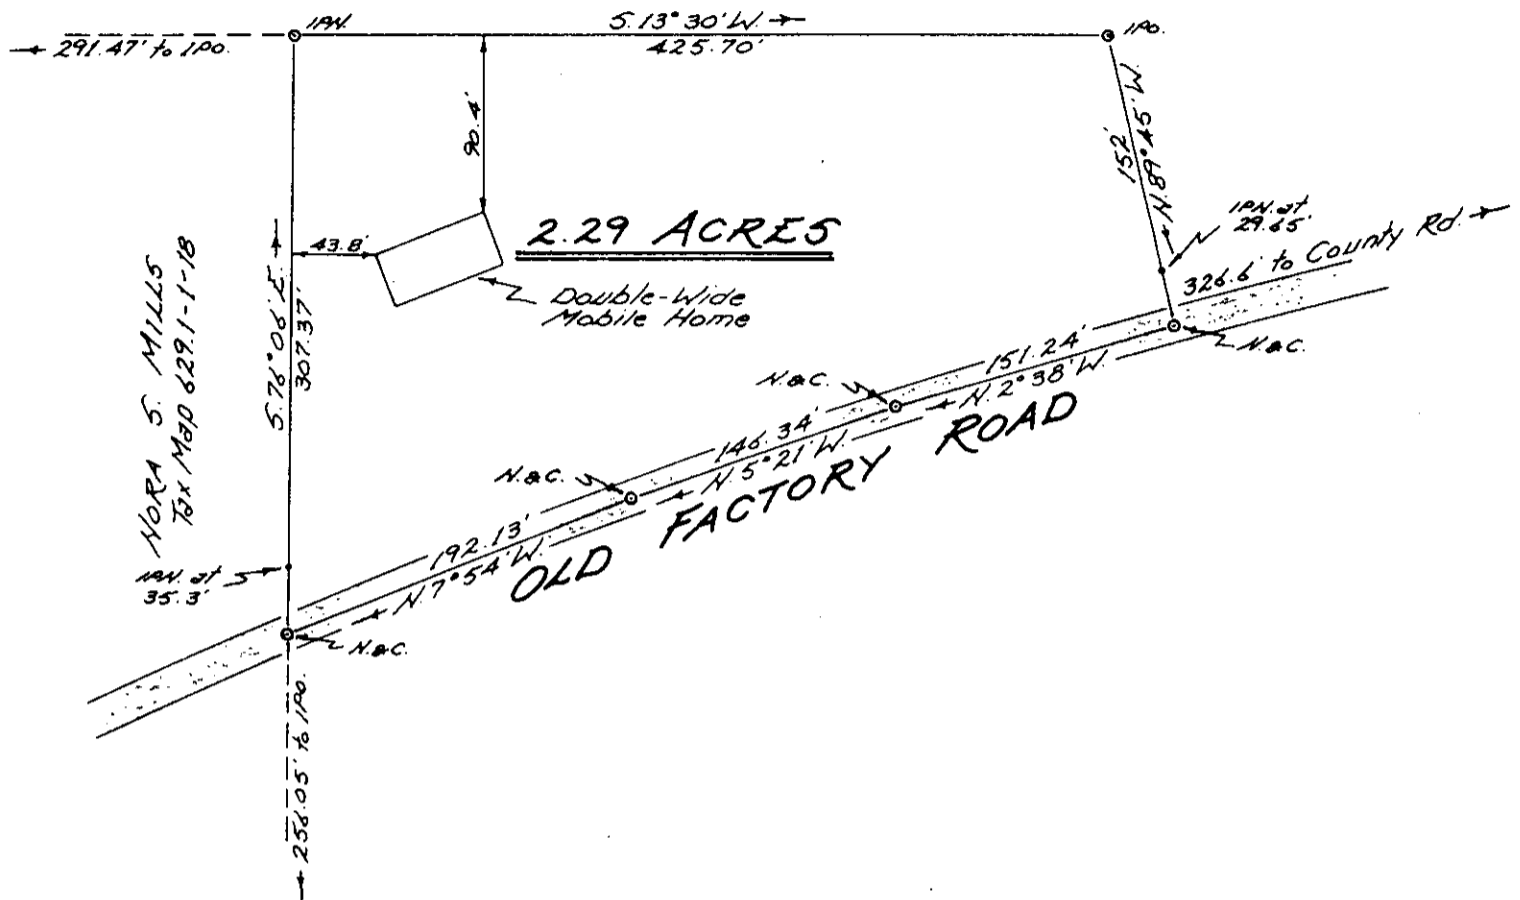 S. 13° 30' W.
425.70'
291.47' to IPO.
IPN.
IPO.
90.4'
152'
N. 89° 45' W.
IPN. at
29.65'
326.6' to County Rd.
2.29 ACRES
43.8'
Double-Wide
Mobile Home
NORA S. MILLS
Tax Map 629.1-1-18
S. 76° 06' E.
307.37'
N.&C.
151.24'
N. 2° 38' W.
N.&C.
146.34'
N. 5° 21' W.
N.&C.
192.13'
N. 7° 54' W.
OLD FACTORY ROAD
IPN. at
35.3'
N.&C.
256.05' to IPO.